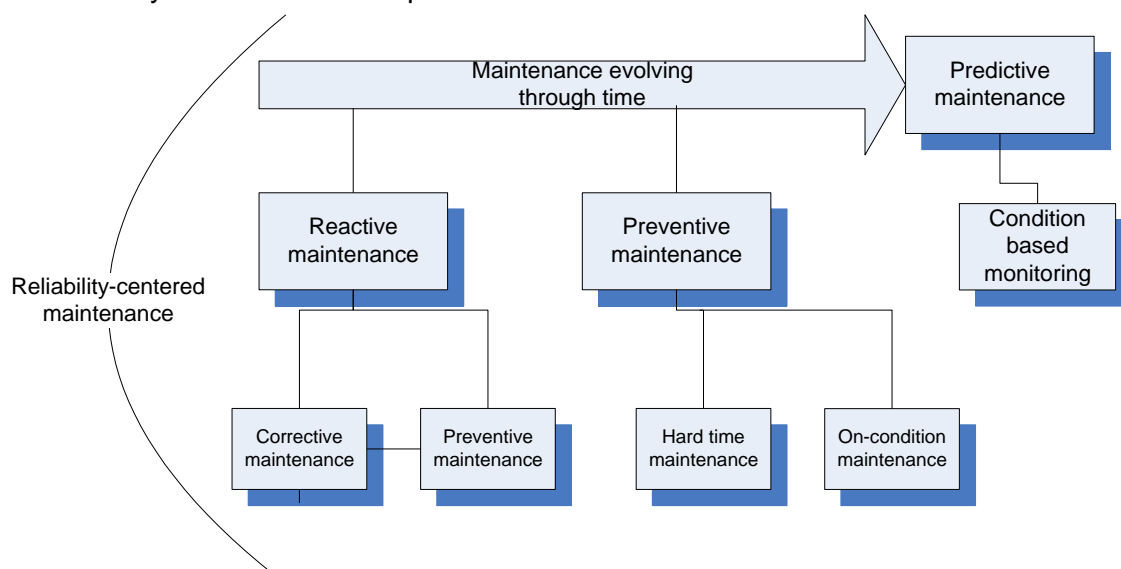 Maintenance evolving
through time
Predictive
maintenance
Reactive
maintenance
Preventive
maintenance
Condition
based
monitoring
Reliability-centered
maintenance
Corrective
maintenance
Preventive
maintenance
Hard time
maintenance
On-condition
maintenance